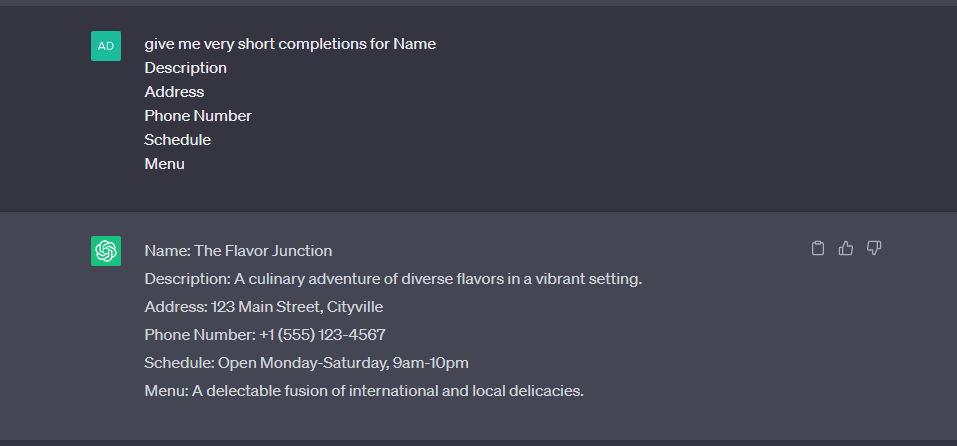 AD
give me very short completions for Name
Description
Address
Phone Number
Schedule
Menu
Name: The Flavor Junction
Description: A culinary adventure of diverse flavors in a vibrant setting.
Address: 123 Main Street, Cityville
Phone Number: +1 (555) 123-4567
Schedule: Open Monday-Saturday, 9am-10pm
Menu: A delectable fusion of international and local delicacies.